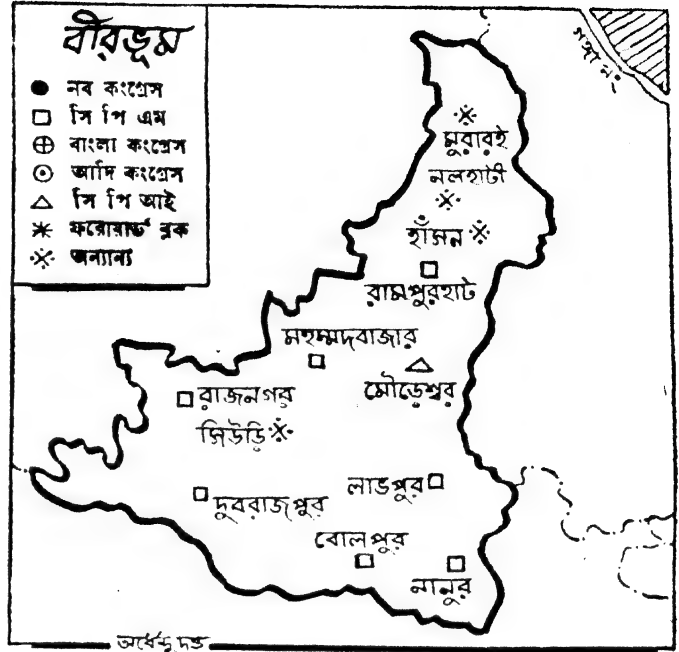 বীরভূম
নব কংগ্রেস
সি পি এম
বাংলা কংগ্রেস
আদি কংগ্রেস
সি পি আই
ফরোয়ার্ড ব্লক
অন্যান্য
গঙ্গা নং
মুরারই
নলহাটী
হাঁসন
রামপুরহাট
মহম্মদবাজার
মৌড়েশ্বর
রাজনগর
সিউড়ি
লাভপুর
দুবরাজপুর
বোলপুর
নানুর
অর্ধেন্দু দত্ত